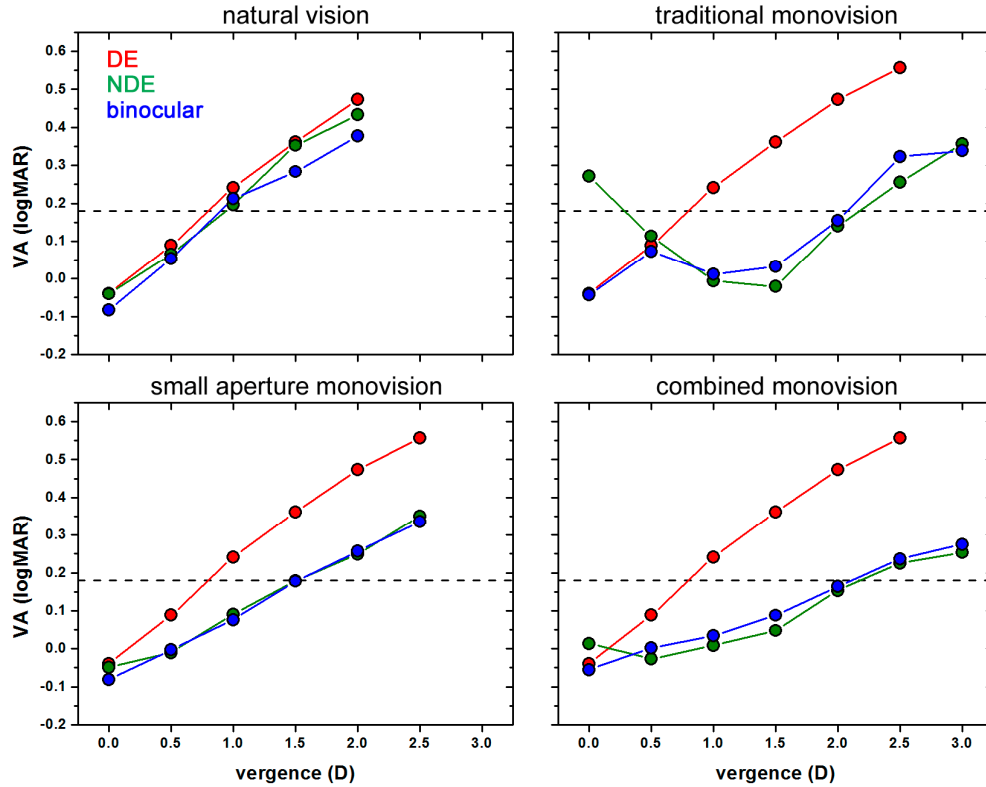 natural vision
traditional monovision
DE
NDE
binocular
VA (logMAR)
0.6
0.5
0.4
0.3
0.2
0.1
0.0
-0.1
-0.2
small aperture monovision
combined monovision
VA (logMAR)
0.6
0.5
0.4
0.3
0.2
0.1
0.0
-0.1
-0.2
0.0 0.5 1.0 1.5 2.0 2.5 3.0
0.0 0.5 1.0 1.5 2.0 2.5 3.0
vergence (D)
vergence (D)